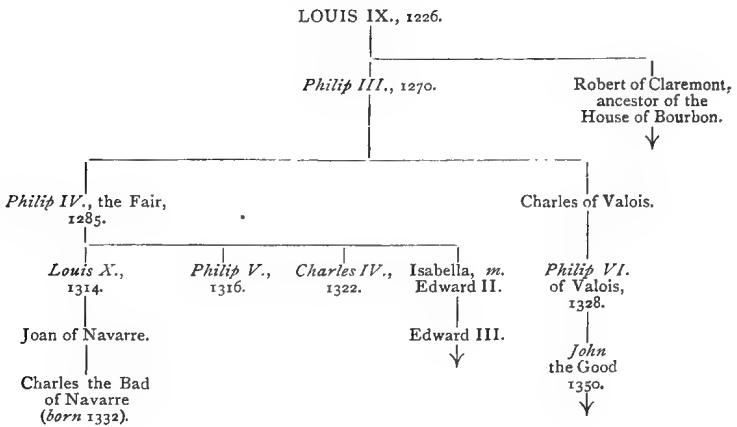 LOUIS IX., 1226.
Philip III., 1270.
Robert of Claremont,
ancestor of the
House of Bourbon.
Philip IV., the Fair,
1285.
Charles of Valois.
Louis X.,
1314.
Philip V.,
1316.
Charles IV.,
1322.
Isabella, m.
Edward II.
Philip VI.
of Valois,
1328.
Joan of Navarre.
Edward III.
John
the Good
1350.
Charles the Bad
of Navarre
(born 1332).